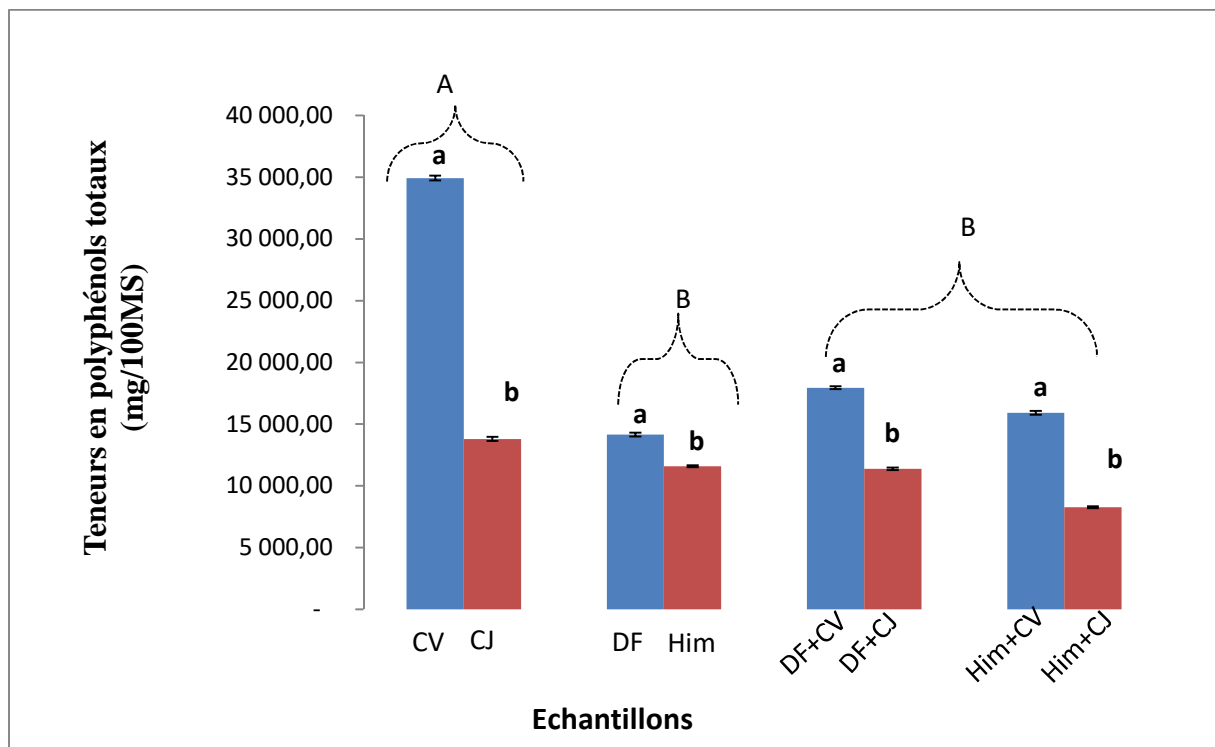 Teneurs en polyphénols totaux
(mg/100MS)
40 000,00
35 000,00
30 000,00
25 000,00
20 000,00
15 000,00
10 000,00
5 000,00
-
A
a
b
B
a
b
B
a
b
a
b
CV CJ DF Him DF+CV DF+CJ Him+CV Him+CJ
Echantillons